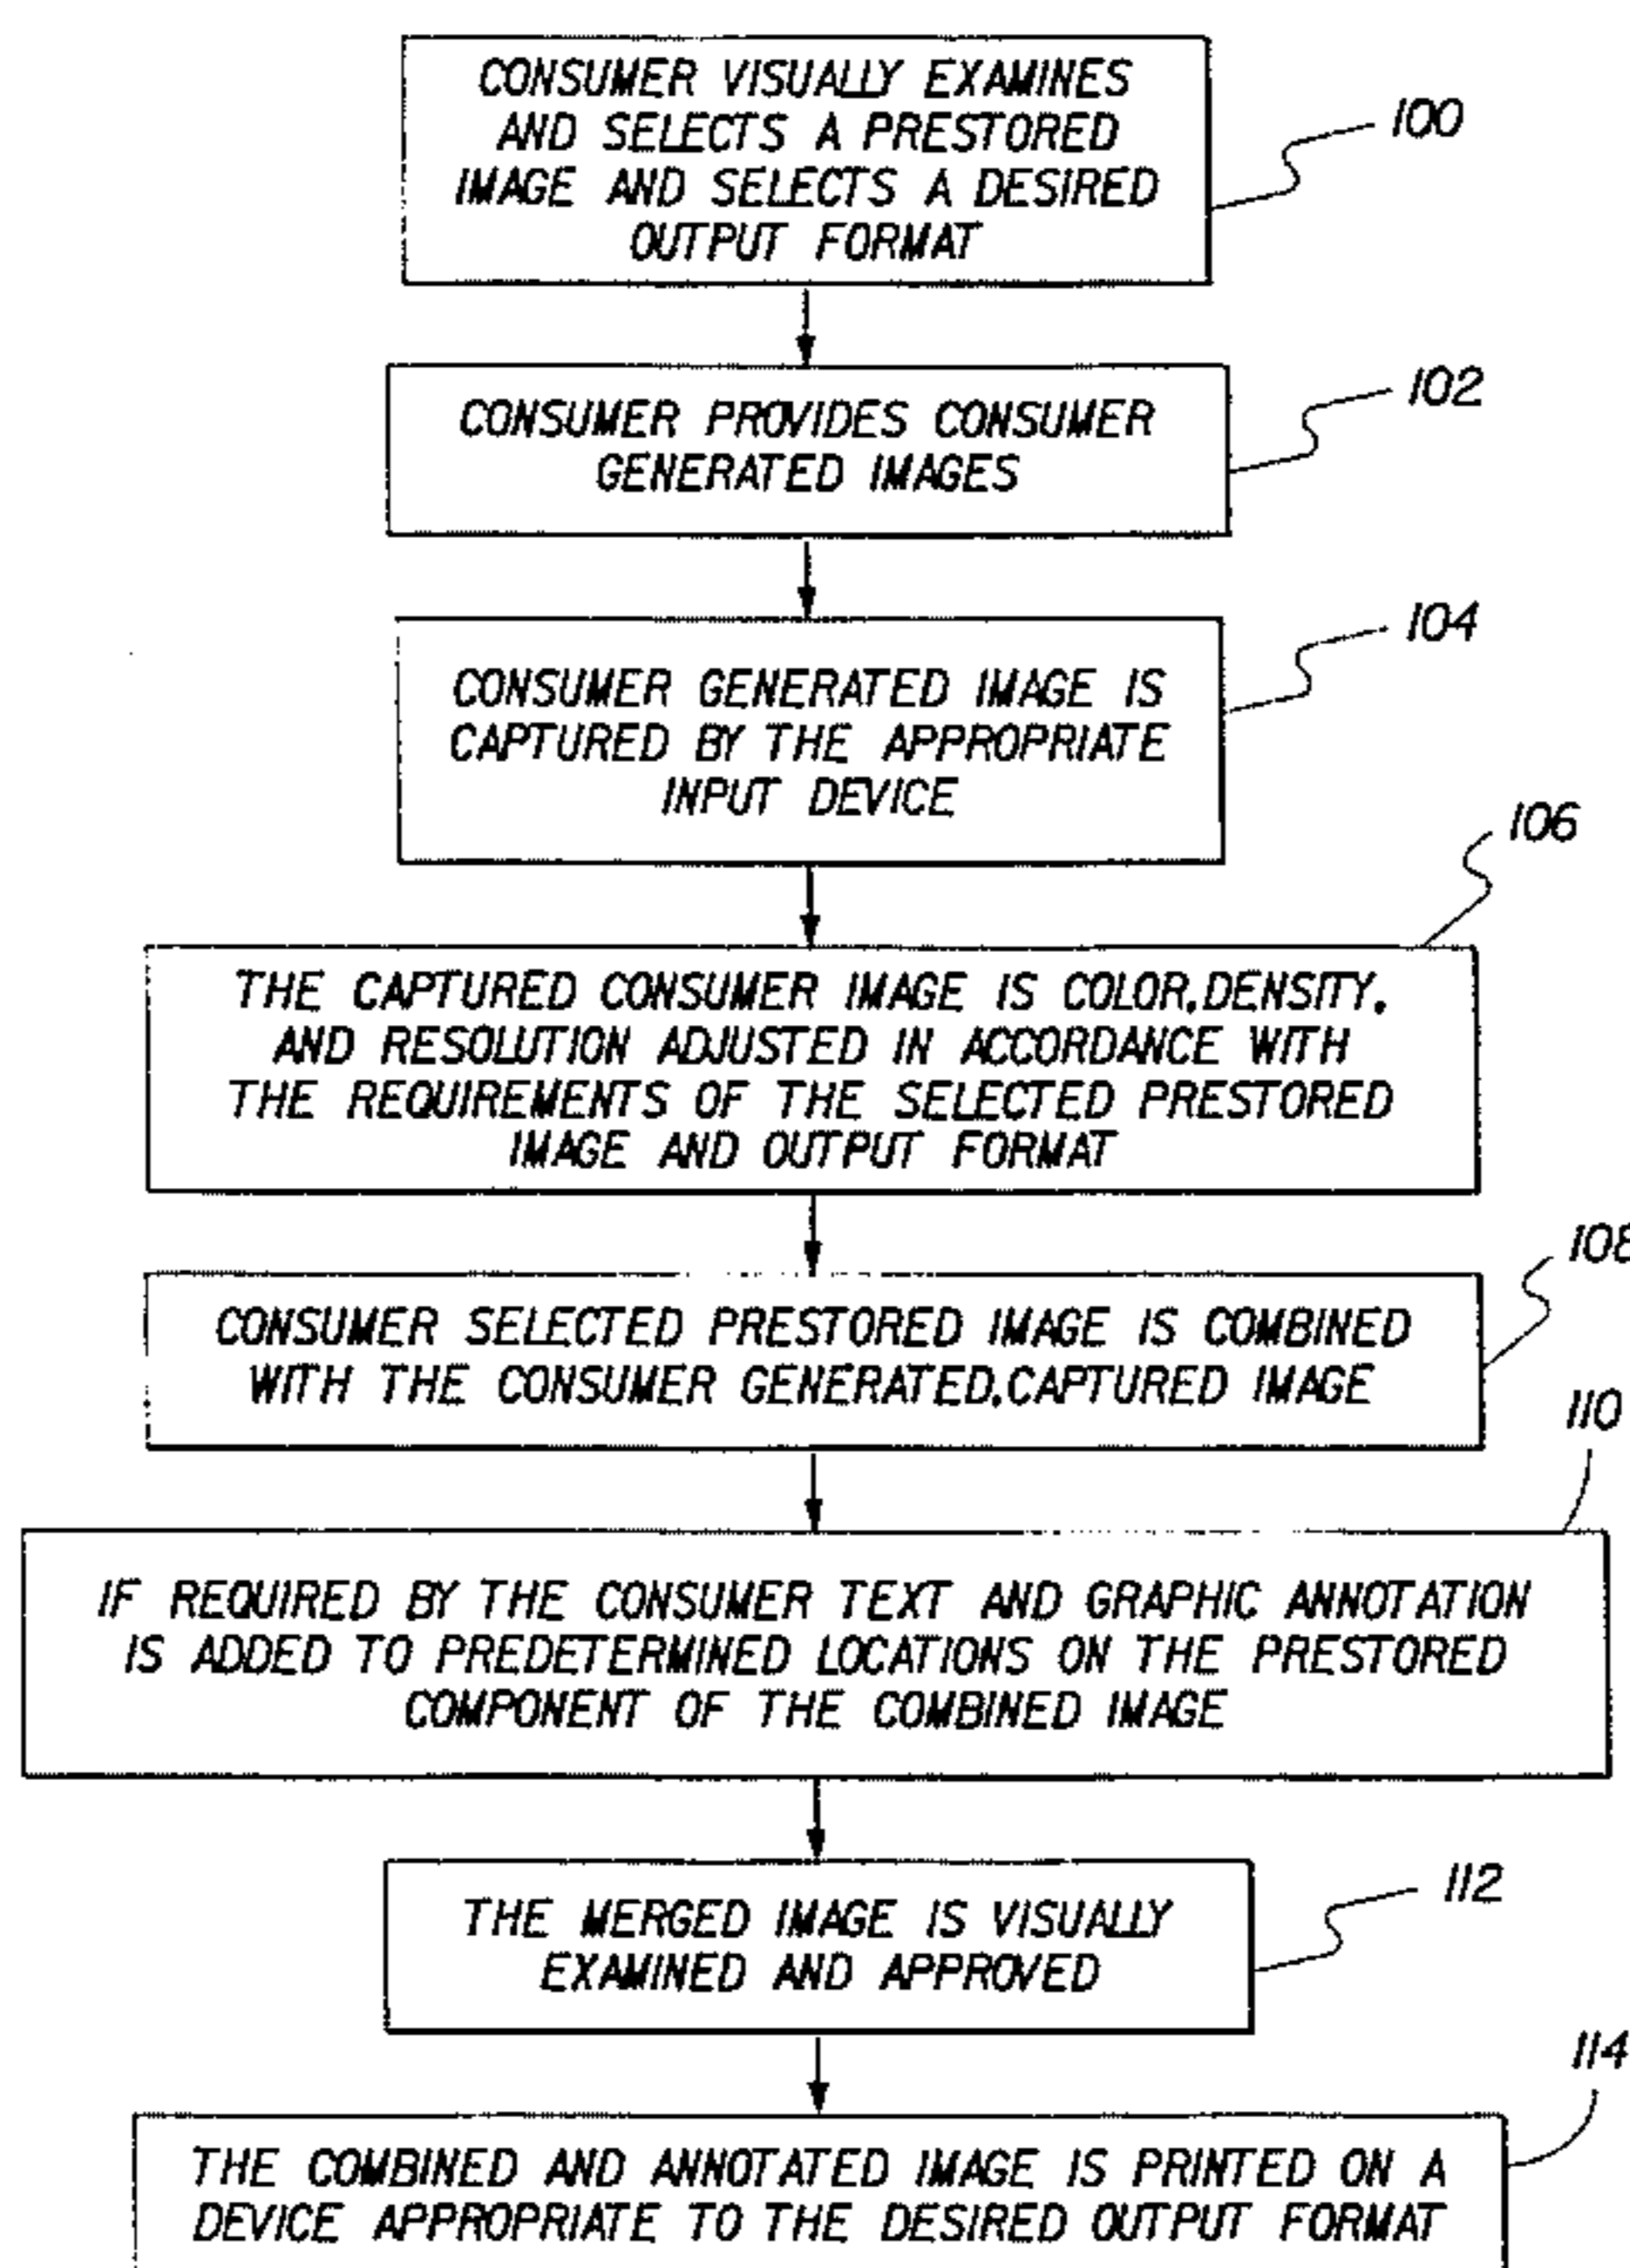 CONSUMER VISUALLY EXAMINES
AND SELECTS A PRESTORED
IMAGE AND SELECTS A DESIRED
OUTPUT FORMAT
100
CONSUMER PROVIDES CONSUMER
GENERATED IMAGES
102
CONSUMER GENERATED IMAGE IS
CAPTURED BY THE APPROPRIATE
INPUT DEVICE
104
THE CAPTURED CONSUMER IMAGE IS COLOR,DENSITY,
AND RESOLUTION ADJUSTED IN ACCORDANCE WITH
THE REQUIREMENTS OF THE SELECTED PRESTORED
IMAGE AND OUTPUT FORMAT
106
CONSUMER SELECTED PRESTORED IMAGE IS COMBINED
WITH THE CONSUMER GENERATED,CAPTURED IMAGE
108
IF REQUIRED BY THE CONSUMER TEXT AND GRAPHIC ANNOTATION
IS ADDED TO PREDETERMINED LOCATIONS ON THE PRESTORED
COMPONENT OF THE COMBINED IMAGE
110
THE MERGED IMAGE IS VISUALLY
EXAMINED AND APPROVED
112
THE COMBINED AND ANNOTATED IMAGE IS PRINTED ON A
DEVICE APPROPRIATE TO THE DESIRED OUTPUT FORMAT
114